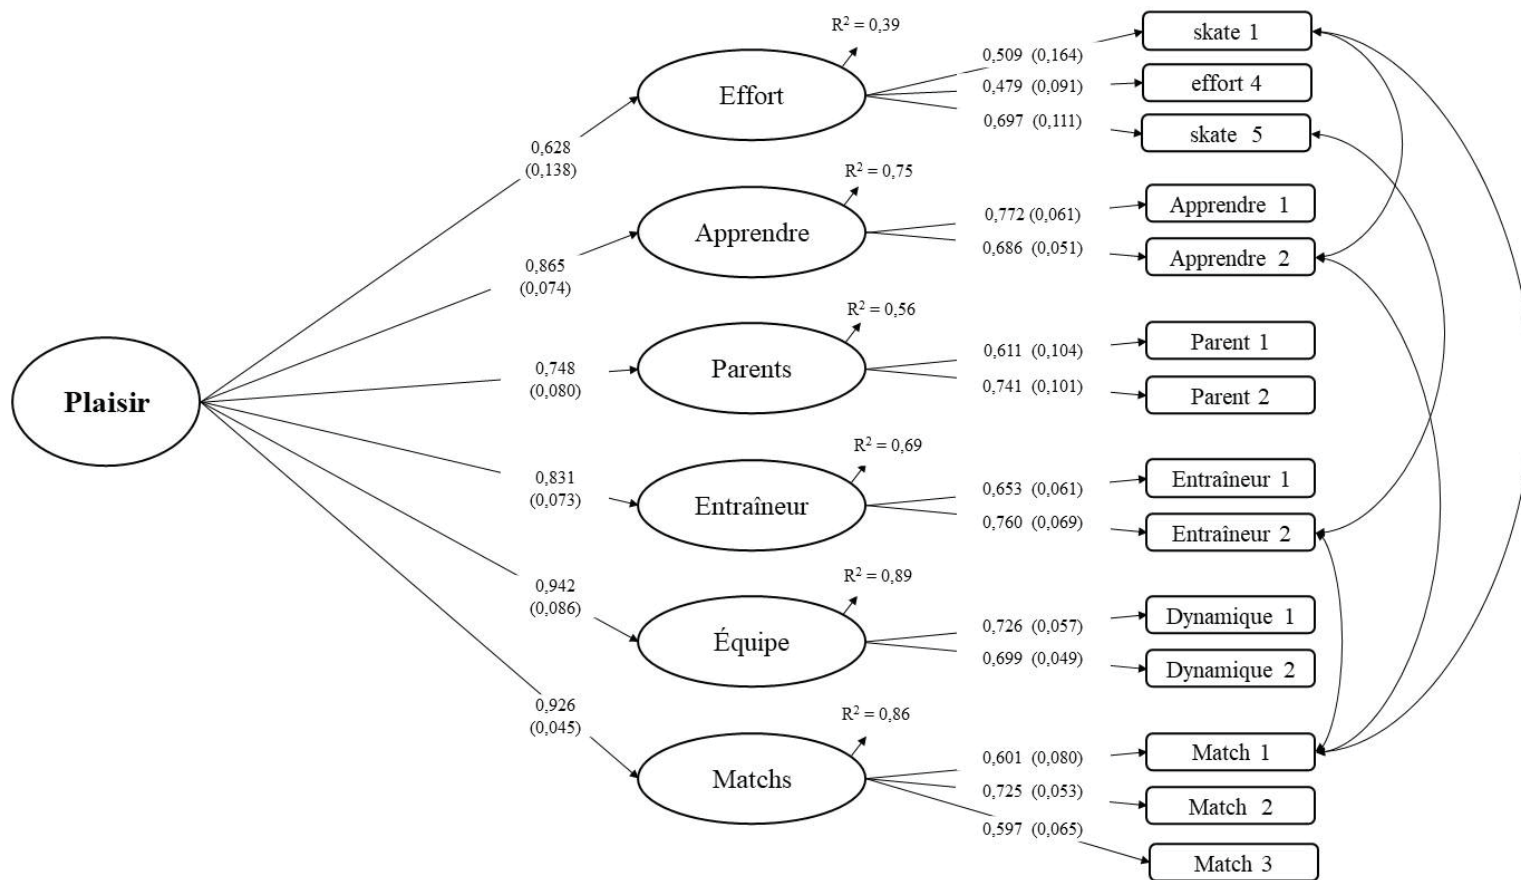 Plaisir
0,628
(0,138)
0,865
(0,074)
0,748
(0,080)
0,831
(0,073)
0,942
(0,086)
0,926
(0,045)
R² = 0,39
Effort
0,509 (0,164)
0,479 (0,091)
0,697 (0,111)
skate 1
effort 4
skate 5
R² = 0,75
Apprendre
0,772 (0,061)
0,686 (0,051)
Apprendre 1
Apprendre 2
R² = 0,56
Parents
0,611 (0,104)
0,741 (0,101)
Parent 1
Parent 2
R² = 0,69
Entraîneur
0,653 (0,061)
0,760 (0,069)
Entraîneur 1
Entraîneur 2
R² = 0,89
Équipe
0,726 (0,057)
0,699 (0,049)
Dynamique 1
Dynamique 2
R² = 0,86
Matchs
0,601 (0,080)
0,725 (0,053)
0,597 (0,065)
Match 1
Match 2
Match 3